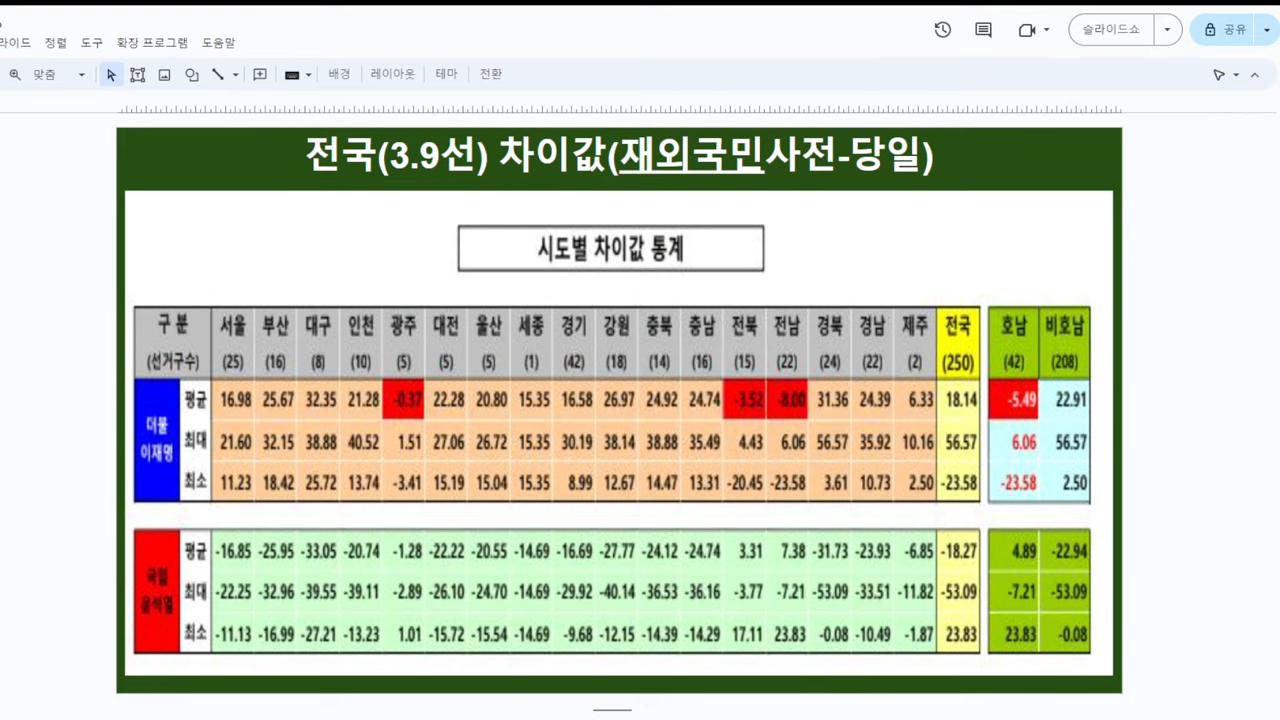 라이드 정렬 도구 확장 프로그램 도움말
슬라이드쇼
공유
맞춤
배경 레이아웃 테마 전환
전국(3.9선) 차이값(재외국민사전-당일)
시도별 차이값 통계
구 분 서울 부산 대구 인천 광주 대전 울산 세종 경기 강원 충북 충남 전북 전남 경북 경남 제주 전국 호남 비호남
(선거구수) (25) (16) (8) (10) (5) (5) (5) (1) (42) (18) (14) (16) (15) (22) (24) (22) (2) (250) (42) (208)
더불
이재명
평균 16.98 25.67 32.35 21.28 -0.37 22.28 20.80 15.35 16.58 26.97 24.92 24.74 -3.52 -8.00 31.36 24.39 6.33 18.14 -5.49 22.91
최대 21.60 32.15 38.88 40.52 1.51 27.06 26.72 15.35 30.19 38.14 38.88 35.49 4.43 6.06 56.57 35.92 10.16 56.57 6.06 56.57
최소 11.23 18.42 25.72 13.74 -3.41 15.19 15.04 15.35 8.99 12.67 14.47 13.31 -20.45 -23.58 3.61 10.73 2.50 -23.58 -23.58 2.50
국힘
윤석열
평균 -16.85 -25.95 -33.05 -20.74 -1.28 -22.22 -20.55 -14.69 -16.69 -27.77 -24.12 -24.74 3.31 7.38 -31.73 -23.93 -6.85 -18.27 4.89 -22.94
최대 -22.25 -32.96 -39.55 -39.11 -2.89 -26.10 -24.70 -14.69 -29.92 -40.14 -36.53 -36.16 -3.77 -7.21 -53.09 -33.51 -11.82 -53.09 -7.21 -53.09
최소 -11.13 -16.99 -27.21 -13.23 1.01 -15.72 -15.54 -14.69 -9.68 -12.15 -14.39 -14.29 17.11 23.83 -0.08 -10.49 -1.87 23.83 23.83 -0.08